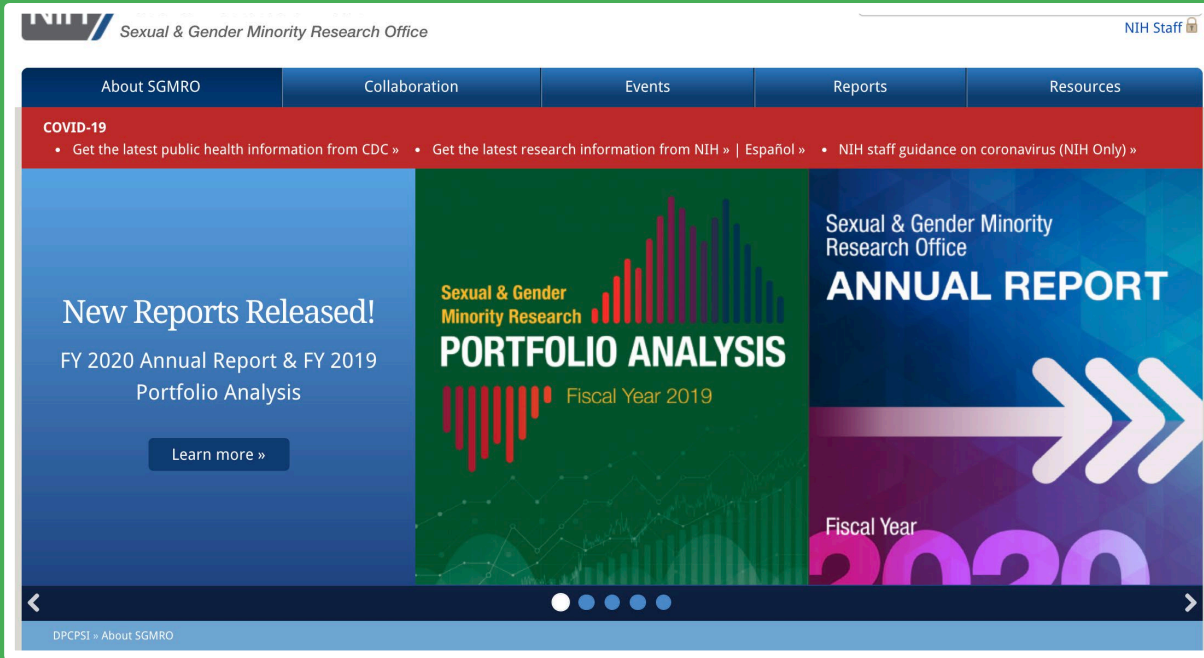 NIH
Sexual & Gender Minority Research Office
NIH Staff
About SGMRO
Collaboration
Events
Reports
Resources
COVID-19
• Get the latest public health information from CDC » • Get the latest research information from NIH » | Español » • NIH staff guidance on coronavirus (NIH Only) »
New Reports Released!
FY 2020 Annual Report & FY 2019
Portfolio Analysis
Learn more »
Sexual & Gender
Minority Research
PORTFOLIO ANALYSIS
Fiscal Year 2019
Sexual & Gender Minority
Research Office
ANNUAL REPORT
Fiscal Year
2020
DPCPSI » About SGMRO